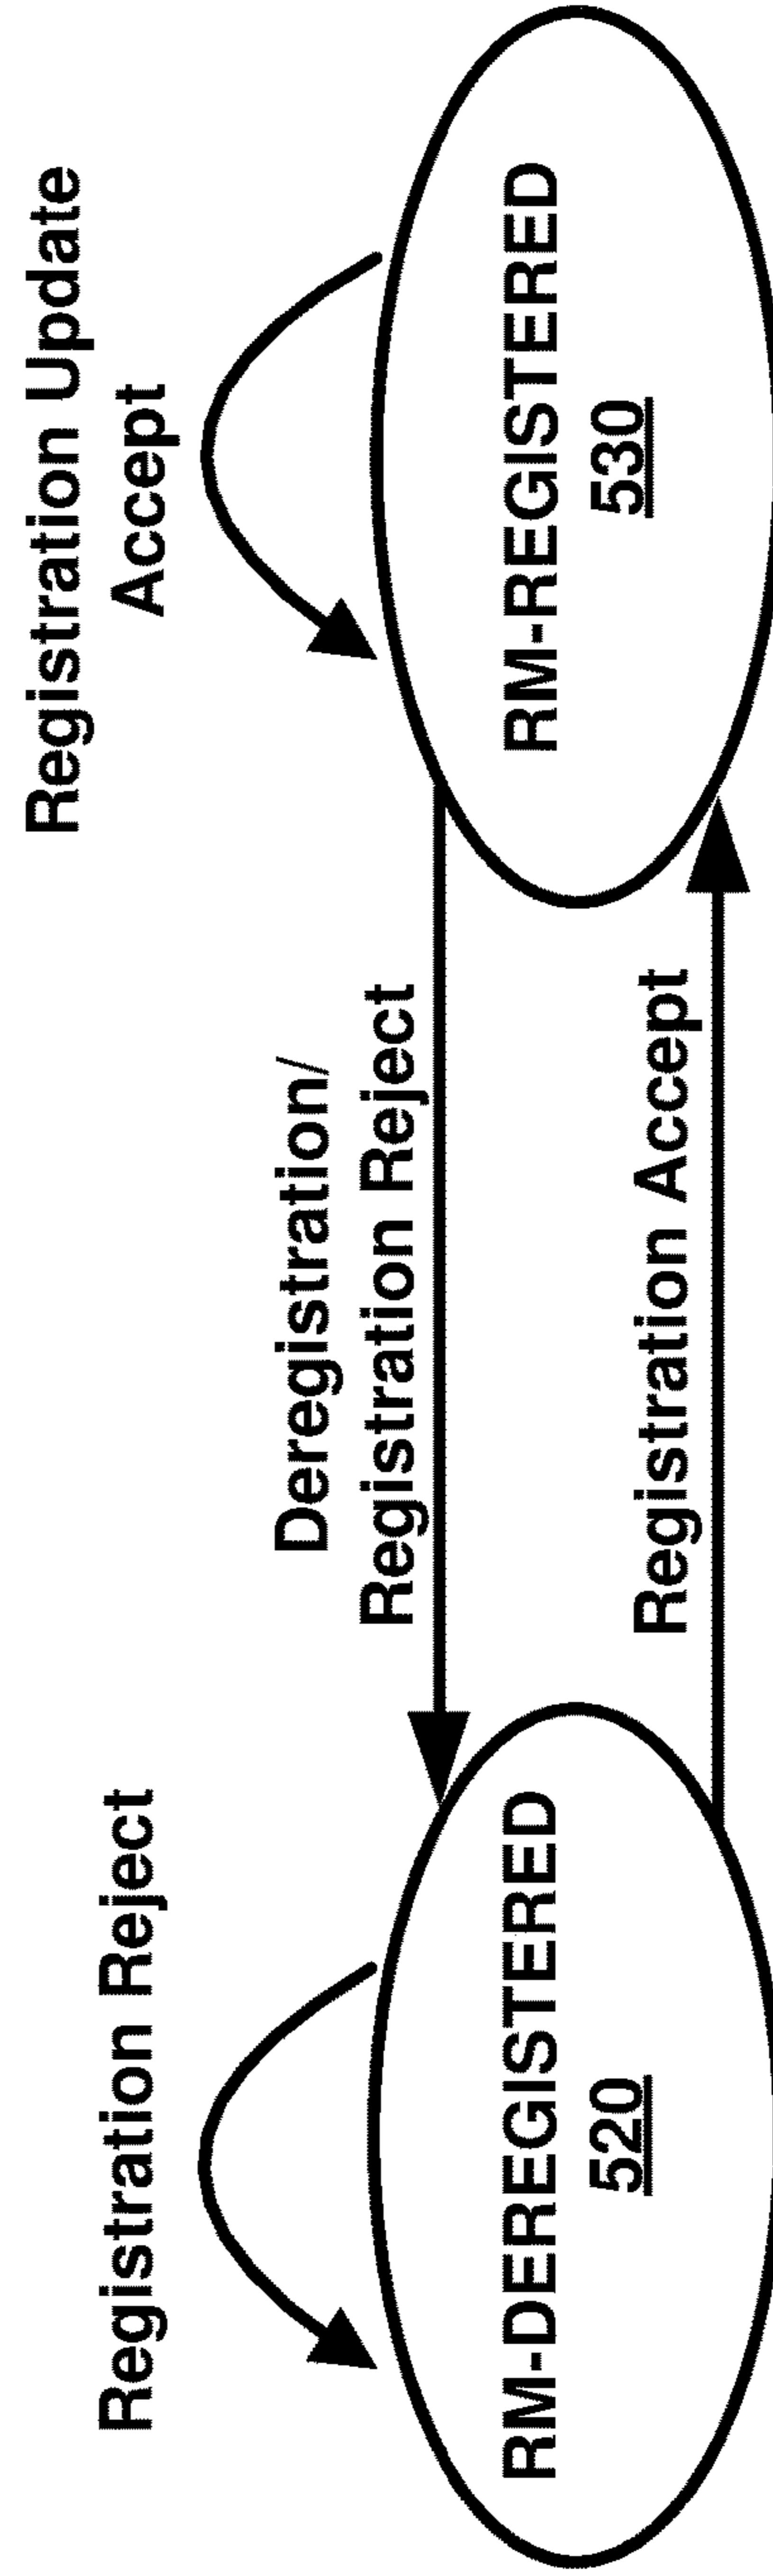 Registration Reject
Registration Update
Accept
Deregistration/
Registration Reject
RM-DEREGISTERED
520
RM-REGISTERED
530
Registration Accept